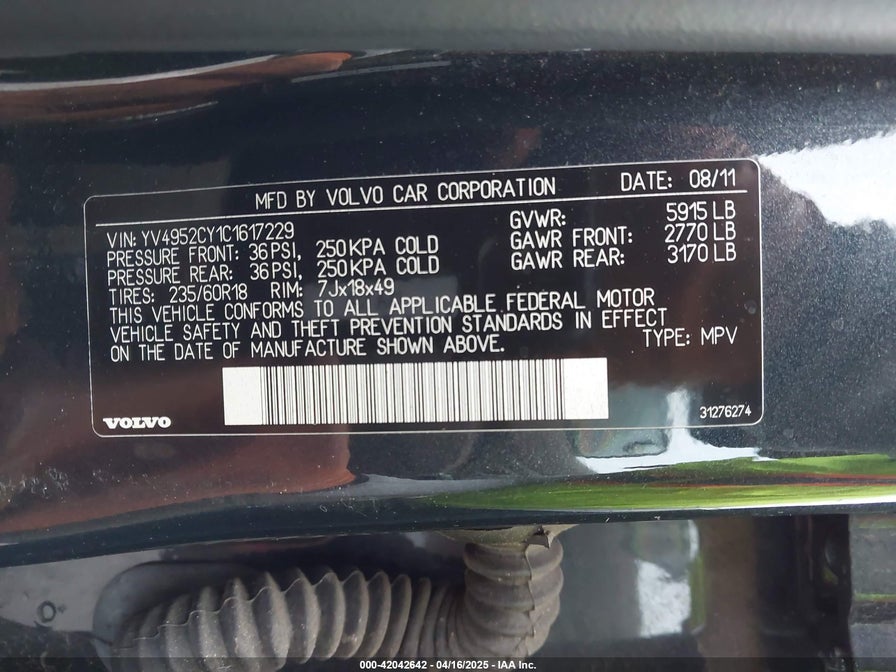 MFD BY VOLVO CAR CORPORATION DATE: 08/11
VIN: YV4952CY1C1617229 GVWR: 5915 LB
PRESSURE FRONT: 36PSI, 250KPA COLD GAWR FRONT: 2770 LB
PRESSURE REAR: 36PSI, 250KPA COLD GAWR REAR: 3170 LB
TIRES: 235/60R18 RIM: 7Jx18x49
THIS VEHICLE CONFORMS TO ALL APPLICABLE FEDERAL MOTOR
VEHICLE SAFETY AND THEFT PREVENTION STANDARDS IN EFFECT
ON THE DATE OF MANUFACTURE SHOWN ABOVE. TYPE: MPV
VOLVO 31276274
000-42042642 - 04/16/2025 - IAA Inc.